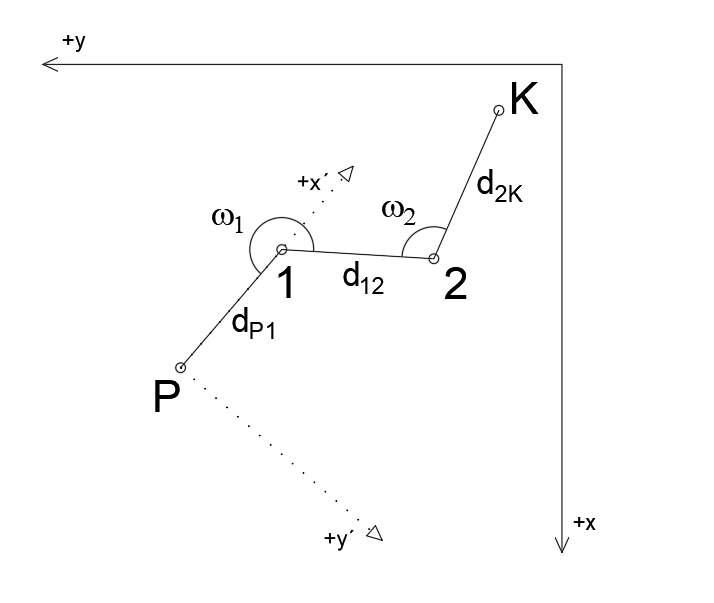 +y
K
+x´
d2K
ω1
ω2
1
d12
2
dP1
P
+x
+y´